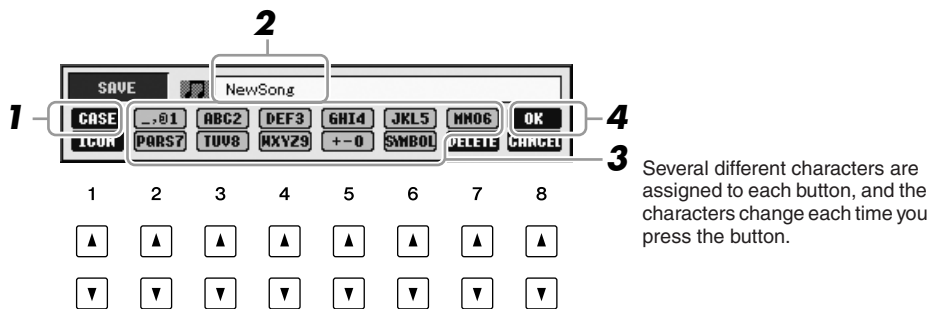 2
SAVE NewSong
1 CASE _,@1 ABC2 DEF3 GHI4 JKL5 MNO6 OK 4
ICON PQRS7 TUV8 WXYZ9 +-0 SYMBOL DELETE CANCEL
3
Several different characters are
assigned to each button, and the
characters change each time you
press the button.
1 2 3 4 5 6 7 8